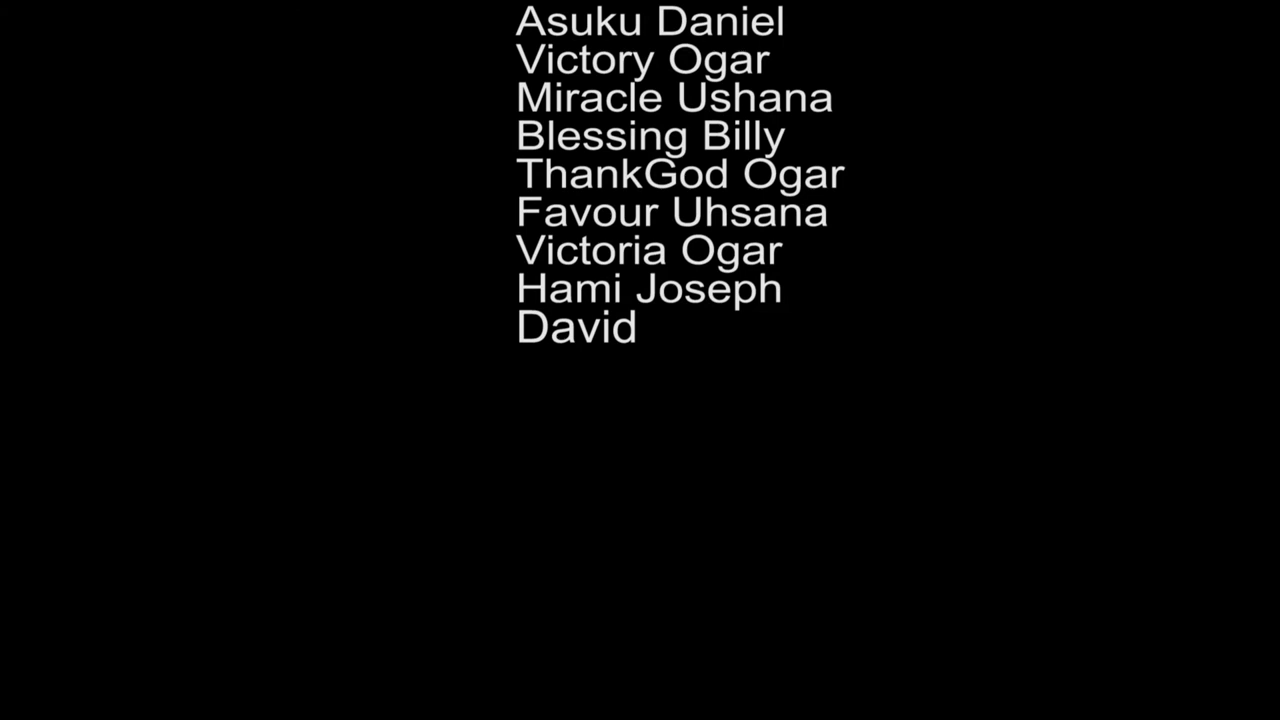 Asuku Daniel
Victory Ogar
Miracle Ushana
Blessing Billy
ThankGod Ogar
Favour Uhsana
Victoria Ogar
Hami Joseph
David